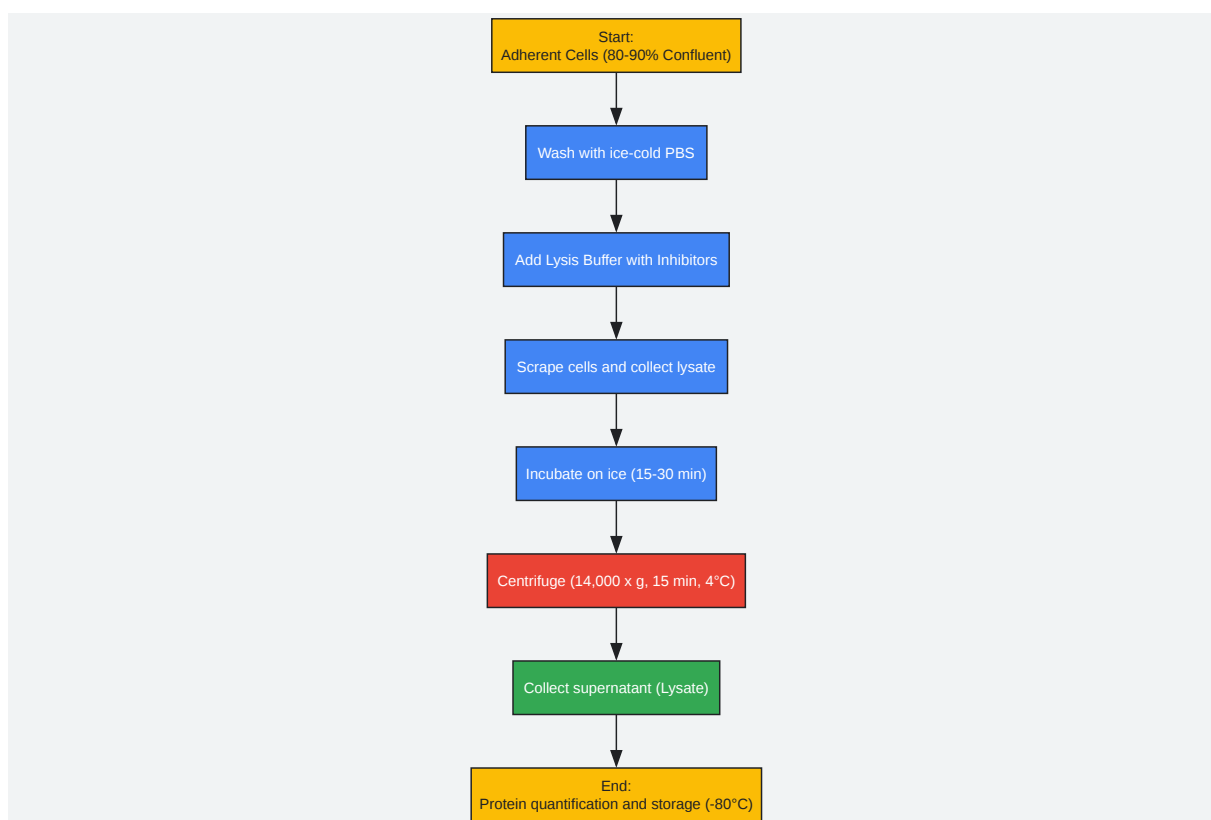 Start:
Adherent Cells (80-90% Confluent)
Wash with ice-cold PBS
Add Lysis Buffer with Inhibitors
Scrape cells and collect lysate
Incubate on ice (15-30 min)
Centrifuge (14,000 x g, 15 min, 4°C)
Collect supernatant (Lysate)
End:
Protein quantification and storage (-80°C)